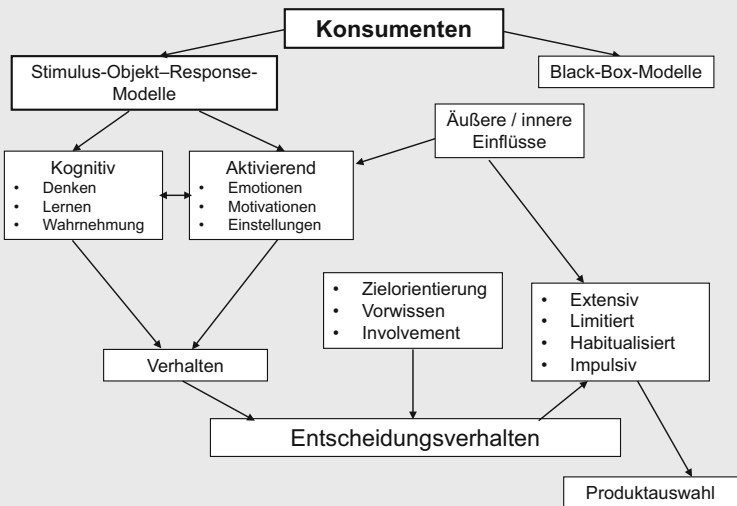 Konsumenten
Stimulus-Objekt–Response-
Modelle
Black-Box-Modelle
Äußere / innere
Einflüsse
Kognitiv
• Denken
• Lernen
• Wahrnehmung
Aktivierend
• Emotionen
• Motivationen
• Einstellungen
• Zielorientierung
• Vorwissen
• Involvement
• Extensiv
• Limitiert
• Habitualisiert
• Impulsiv
Verhalten
Entscheidungsverhalten
Produktauswahl